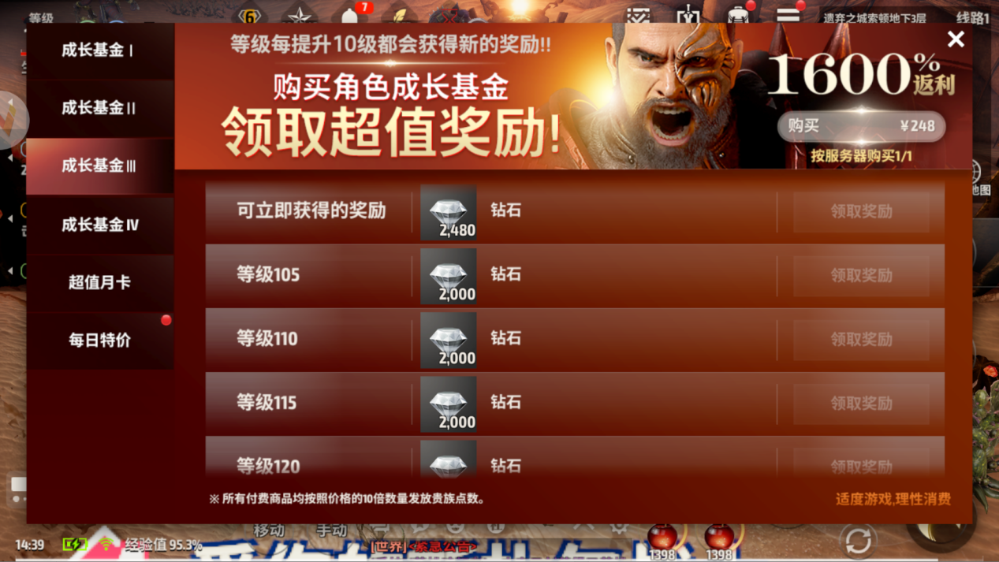 等级
6
7
遗弃之城索顿地下3层
线路1
成长基金Ⅰ
成长基金Ⅱ
成长基金Ⅲ
成长基金Ⅳ
超值月卡
每日特价
等级每提升10级都会获得新的奖励!!
购买角色成长基金
领取超值奖励!
1600%
返利
购买 ¥248
按服务器购买1/1
地图
可立即获得的奖励 2,480 钻石 领取奖励
等级105 2,000 钻石 领取奖励
等级110 2,000 钻石 领取奖励
等级115 2,000 钻石 领取奖励
等级120 钻石 领取奖励
※ 所有付费商品均按照价格的10倍数量发放贵族点数。
适度游戏,理性消费
移动
手动
14:39
经验值 95.3%
[世界]<紧急公告>
1398
1398